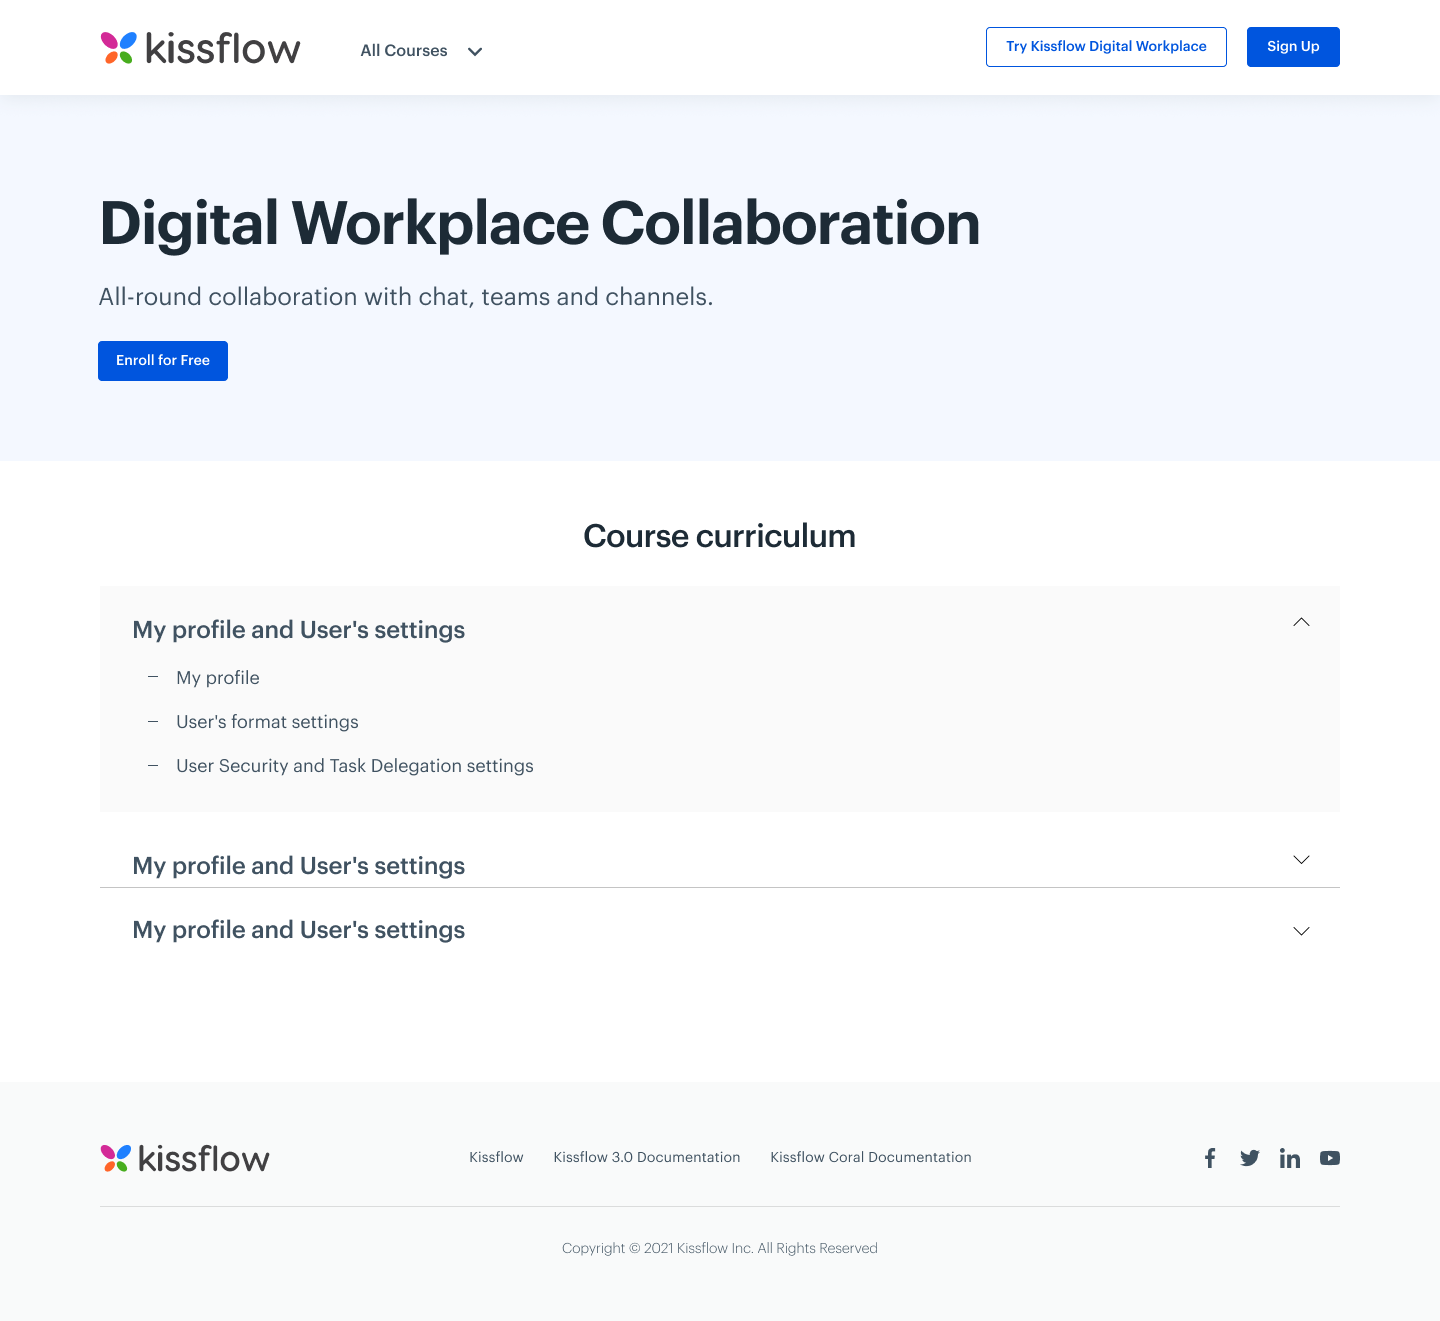 kissflow
All Courses
Try Kissflow Digital Workplace
Sign Up
Digital Workplace Collaboration
All-round collaboration with chat, teams and channels.
Enroll for Free
Course curriculum
My profile and User's settings
– My profile
– User's format settings
– User Security and Task Delegation settings
My profile and User's settings
My profile and User's settings
kissflow
Kissflow
Kissflow 3.0 Documentation
Kissflow Coral Documentation
Copyright © 2021 Kissflow Inc. All Rights Reserved